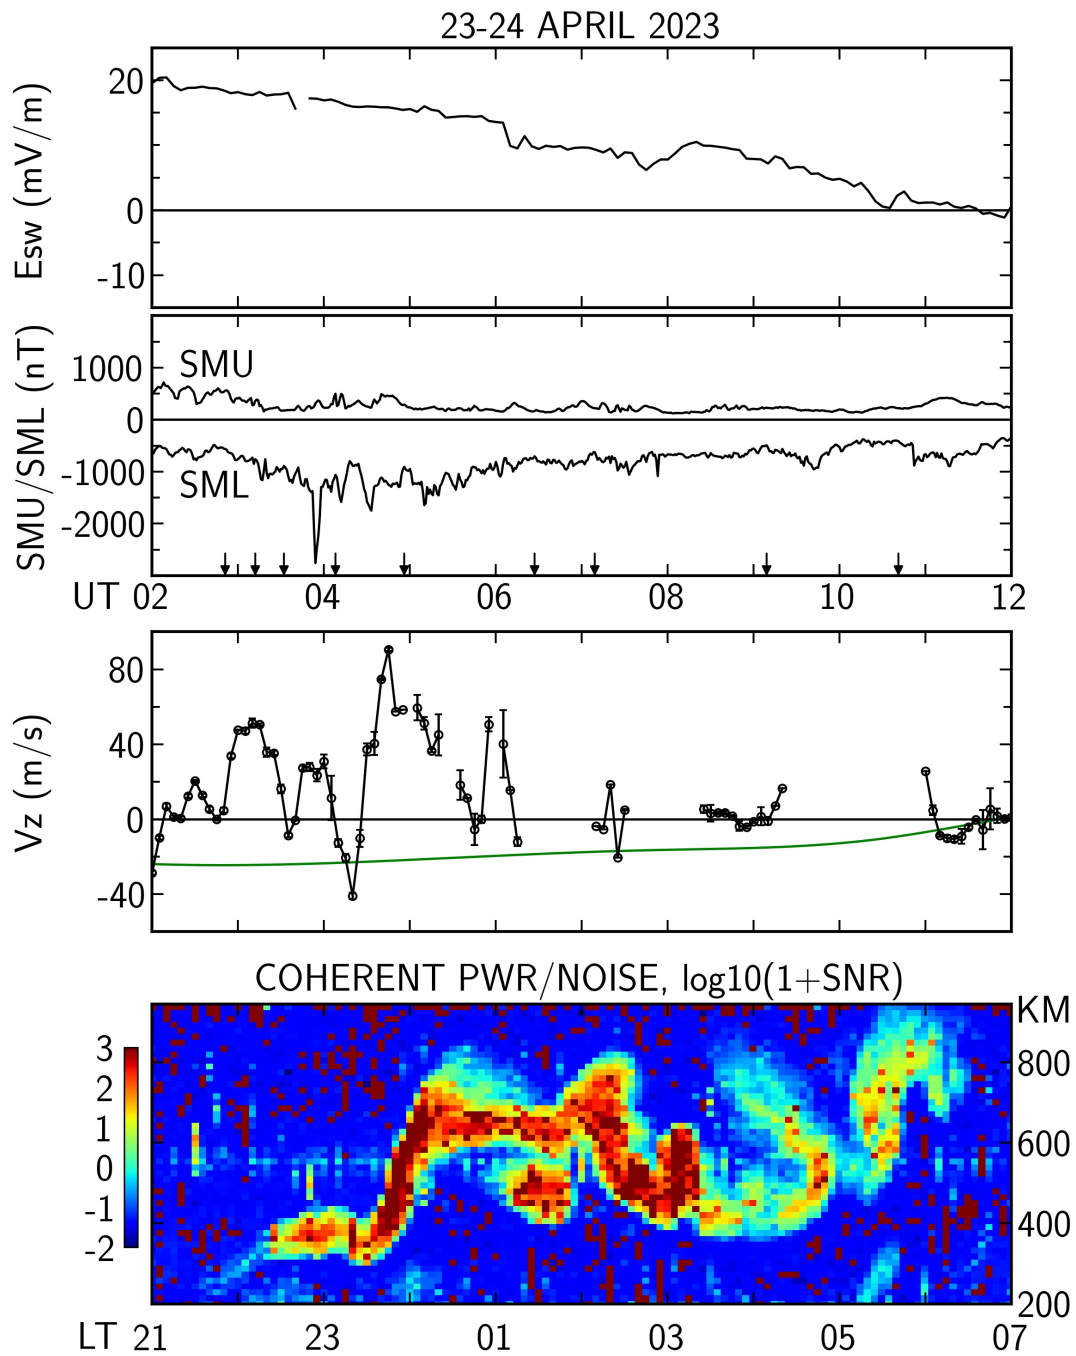 23-24 APRIL 2023
Esw (mV/m)
20
0
-10
SMU/SML (nT)
1000
0
-1000
-2000
SMU
SML
UT 02 04 06 08 10 12
Vz (m/s)
80
40
0
-40
COHERENT PWR/NOISE, log10(1+SNR)
KM
3
2
1
0
-1
-2
800
600
400
200
LT 21 23 01 03 05 07